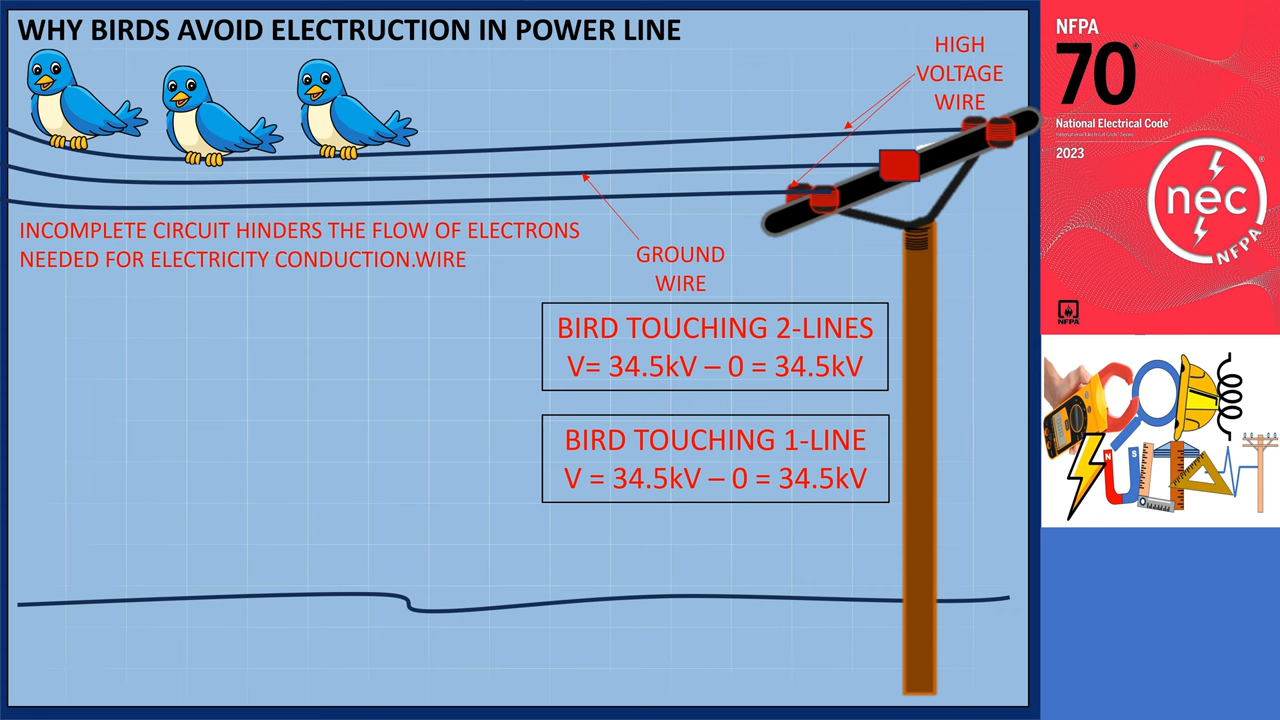 WHY BIRDS AVOID ELECTRUCTION IN POWER LINE
HIGH
VOLTAGE
WIRE
INCOMPLETE CIRCUIT HINDERS THE FLOW OF ELECTRONS
NEEDED FOR ELECTRICITY CONDUCTION.WIRE
GROUND
WIRE
BIRD TOUCHING 2-LINES
V= 34.5kV – 0 = 34.5kV
BIRD TOUCHING 1-LINE
V = 34.5kV – 0 = 34.5kV
NFPA
70®
National Electrical Code®
2023
nec®
NFPA
NFPA
N S